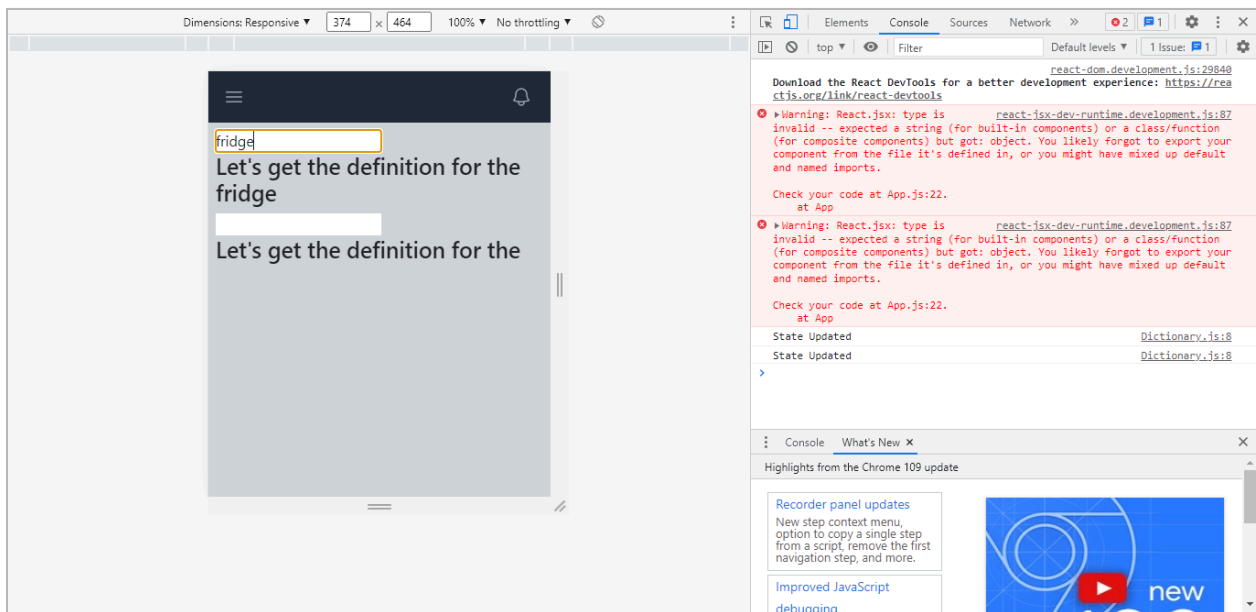 Dimensions: Responsive ▼ 374 x 464 100% ▼ No throttling ▼
Elements Console Sources Network » 2 1
top ▼ Filter Default levels ▼ 1 Issue: 1
fridge
Let's get the definition for the
fridge
Let's get the definition for the
react-dom.development.js:29840
Download the React DevTools for a better development experience: https://rea
ctjs.org/link/react-devtools
▶Warning: React.jsx: type is react-jsx-dev-runtime.development.js:87
invalid -- expected a string (for built-in components) or a class/function
(for composite components) but got: object. You likely forgot to export your
component from the file it's defined in, or you might have mixed up default
and named imports.
Check your code at App.js:22.
at App
▶Warning: React.jsx: type is react-jsx-dev-runtime.development.js:87
invalid -- expected a string (for built-in components) or a class/function
(for composite components) but got: object. You likely forgot to export your
component from the file it's defined in, or you might have mixed up default
and named imports.
Check your code at App.js:22.
at App
State Updated Dictionary.js:8
State Updated Dictionary.js:8
Console What's New ×
Highlights from the Chrome 109 update
Recorder panel updates
New step context menu,
option to copy a single step
from a script, remove the first
navigation step, and more.
Improved JavaScript
debugging
new